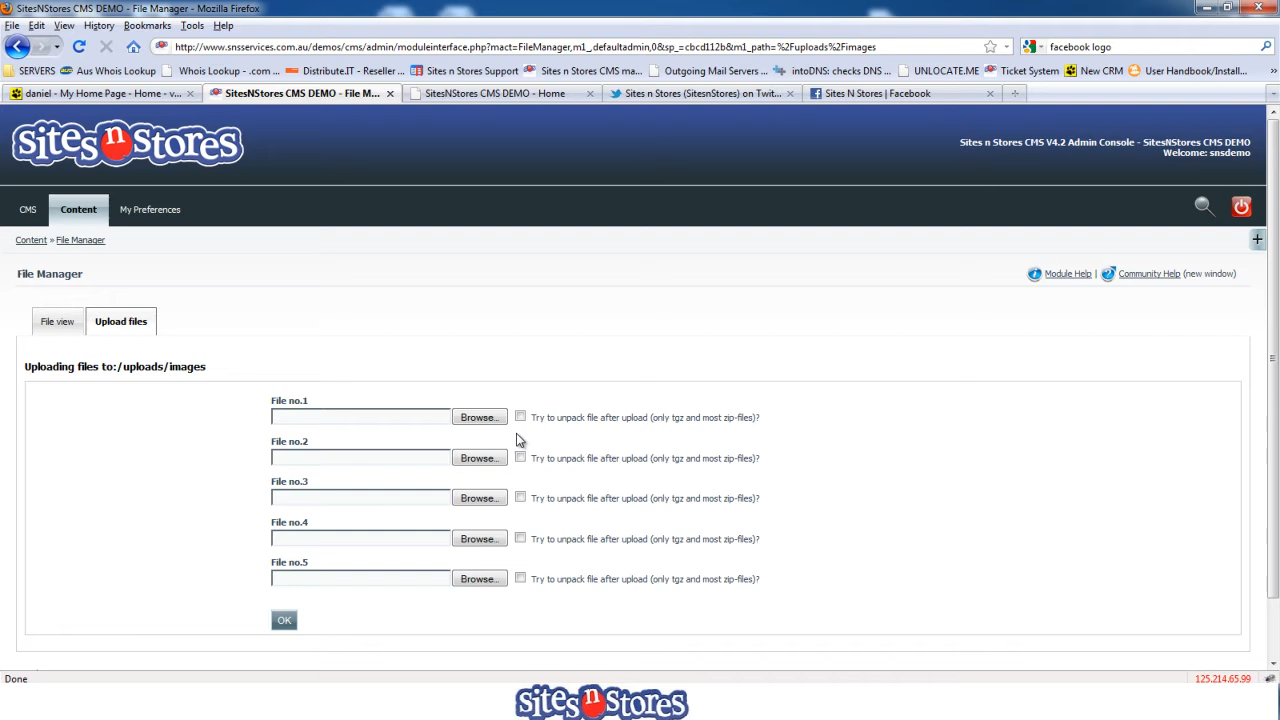 SitesNStores CMS DEMO - File Manager - Mozilla Firefox
File Edit View History Bookmarks Tools Help
http://www.snsservices.com.au/demos/cms/admin/moduleinterface.php?mact=FileManager,m1_,defaultadmin,0&sp_=cbcd112b&m1_path=%2Fuploads%2Fimages
facebook logo
SERVERS Aus Whois Lookup Whois Lookup - .com ... Distribute.IT - Reseller ... Sites n Stores Support Sites n Stores CMS ma... Outgoing Mail Servers ... intoDNS: checks DNS ... UNLOCATE.ME Ticket System New CRM User Handbook/Install... »
daniel - My Home Page - Home - v... SitesNStores CMS DEMO - File M... SitesNStores CMS DEMO - Home Sites n Stores (Sitesnstores) on Twit... Sites N Stores | Facebook
sites n stores
Sites n Stores CMS V4.2 Admin Console - SitesNStores CMS DEMO
Welcome: snsdemo
CMS Content My Preferences
Content » File Manager
File Manager
Module Help | Community Help (new window)
File view Upload files
Uploading files to:/uploads/images
File no.1
Browse... Try to unpack file after upload (only tgz and most zip-files)?
File no.2
Browse... Try to unpack file after upload (only tgz and most zip-files)?
File no.3
Browse... Try to unpack file after upload (only tgz and most zip-files)?
File no.4
Browse... Try to unpack file after upload (only tgz and most zip-files)?
File no.5
Browse... Try to unpack file after upload (only tgz and most zip-files)?
OK
Done
125.214.65.99
sites n stores